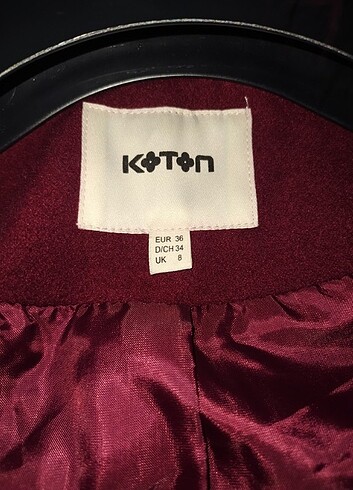 KOTON
EUR 36
D/CH 34
UK 8